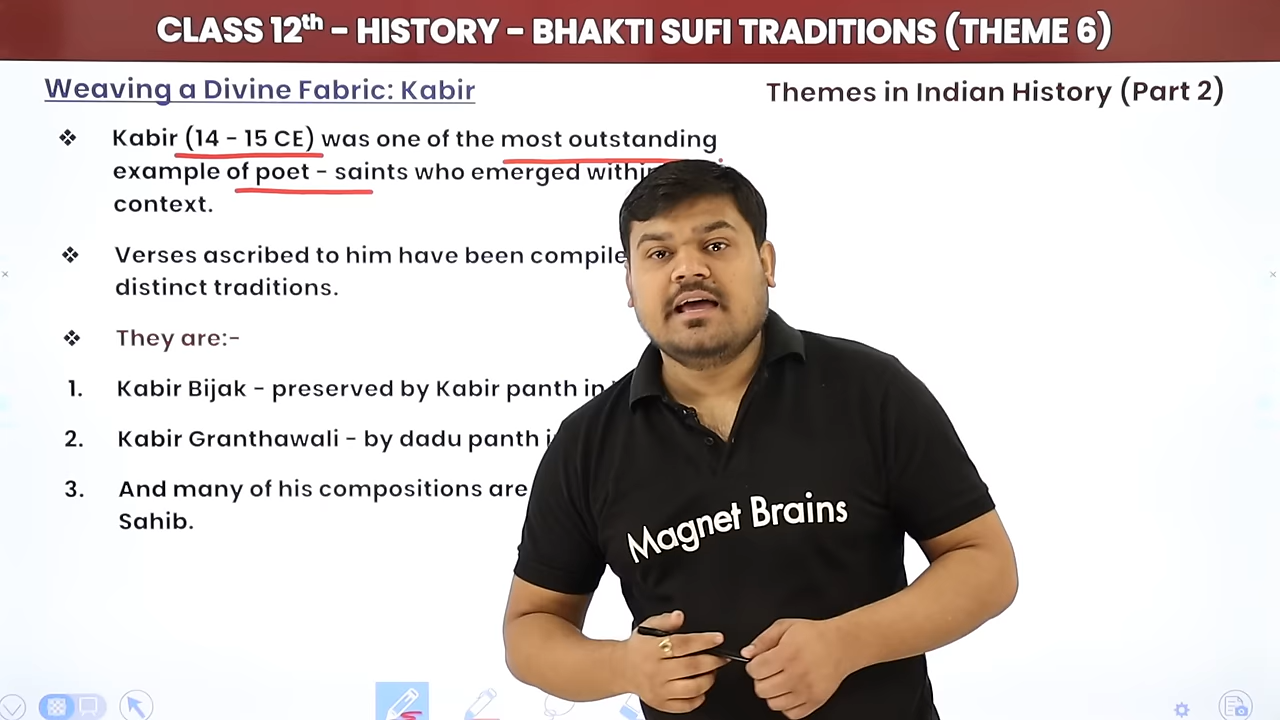 CLASS 12th - HISTORY - BHAKTI SUFI TRADITIONS (THEME 6)
Weaving a Divine Fabric: Kabir
Themes in Indian History (Part 2)
❖ Kabir (14 - 15 CE) was one of the most outstanding
example of poet - saints who emerged
context.
❖ Verses ascribed to him have been
distinct traditions.
❖ They are:-
1. Kabir Bijak - preserved by Kabir panth in
2. Kabir Granthawali - by dadu panth
3. And many of his compositions are
Sahib.
Magnet Brains